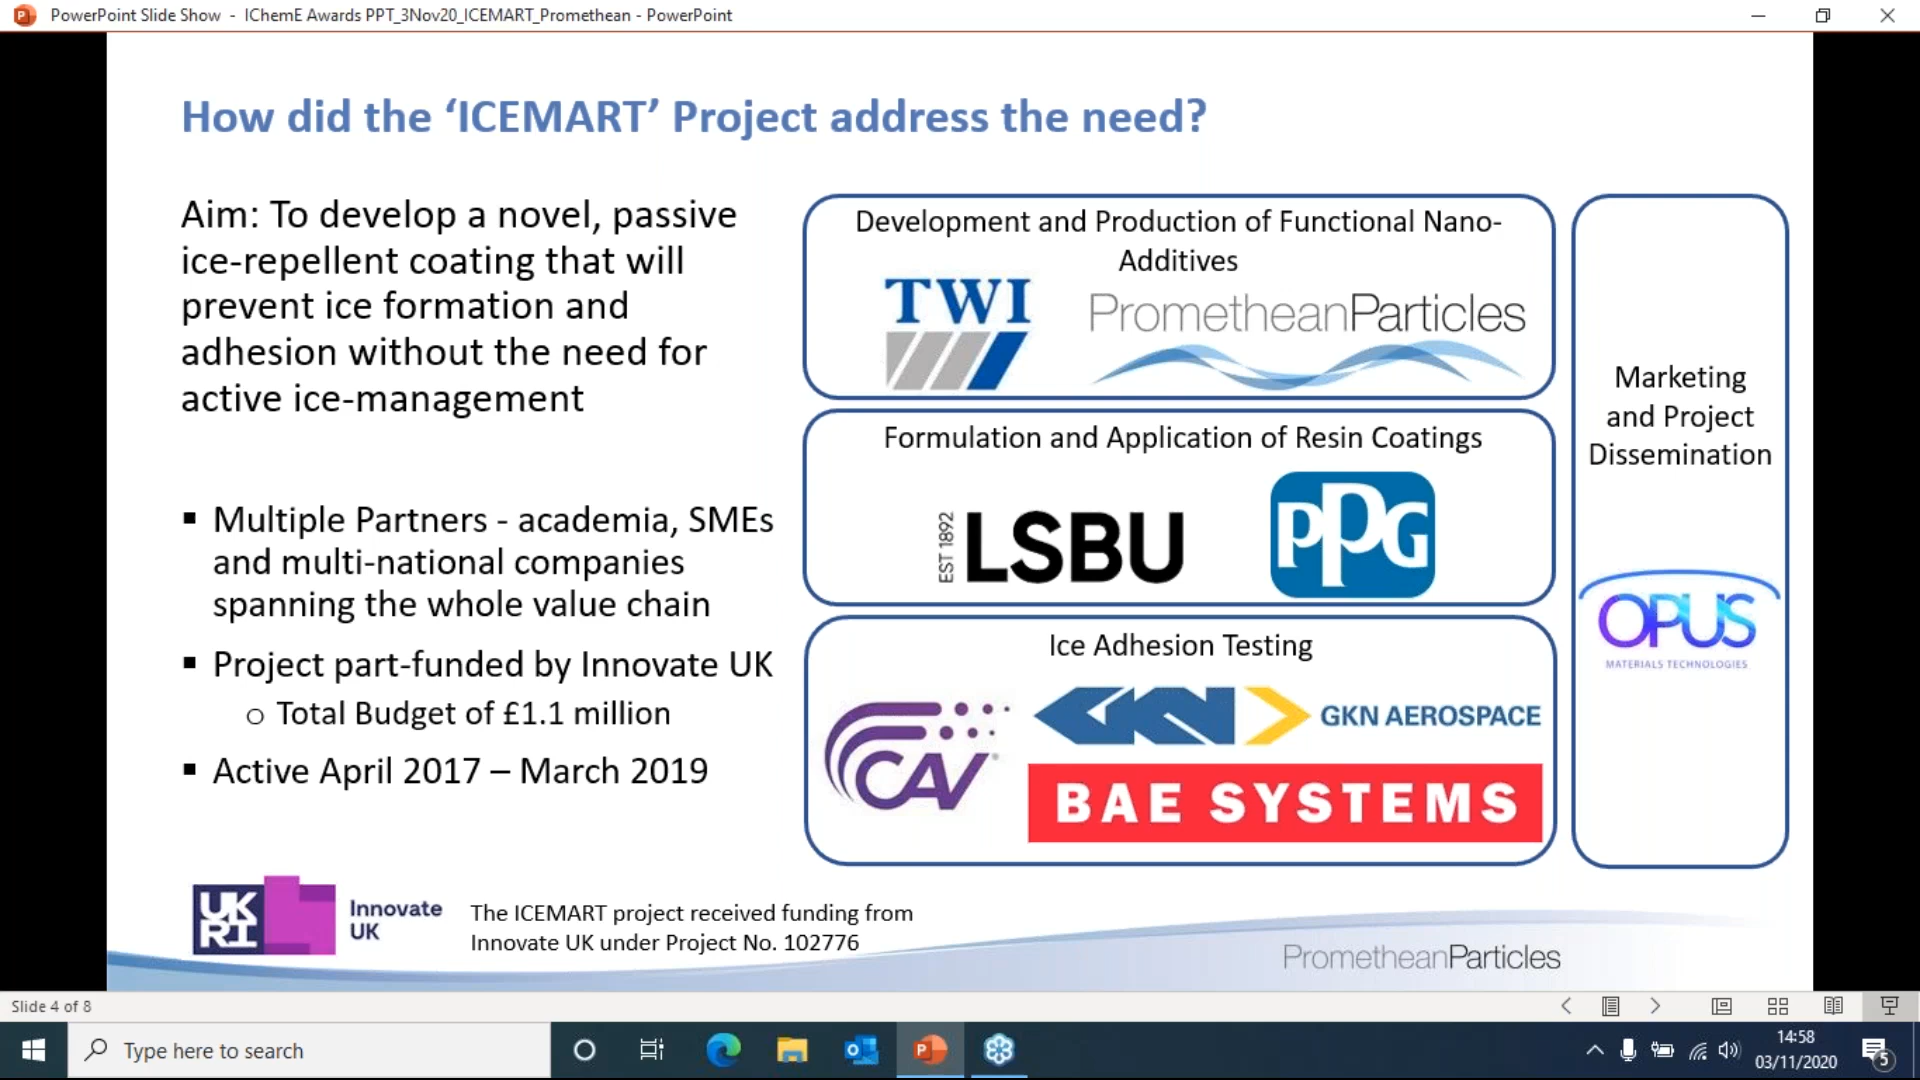 PowerPoint Slide Show - IChemE Awards PPT_3Nov20_ICEMART_Promethean - PowerPoint
How did the ‘ICEMART’ Project address the need?
Aim: To develop a novel, passive
ice-repellent coating that will
prevent ice formation and
adhesion without the need for
active ice-management
▪ Multiple Partners - academia, SMEs
and multi-national companies
spanning the whole value chain
▪ Project part-funded by Innovate UK
o Total Budget of £1.1 million
▪ Active April 2017 – March 2019
Development and Production of Functional Nano-
Additives
TWI
PrometheanParticles
Formulation and Application of Resin Coatings
EST 1892
LSBU
PPG
Ice Adhesion Testing
CAV
GKN
GKN AEROSPACE
BAE SYSTEMS
Marketing
and Project
Dissemination
OPUS
MATERIALS TECHNOLOGIES
UK
RI
Innovate
UK
The ICEMART project received funding from
Innovate UK under Project No. 102776
PrometheanParticles
Slide 4 of 8
Type here to search
14:58
03/11/2020
5